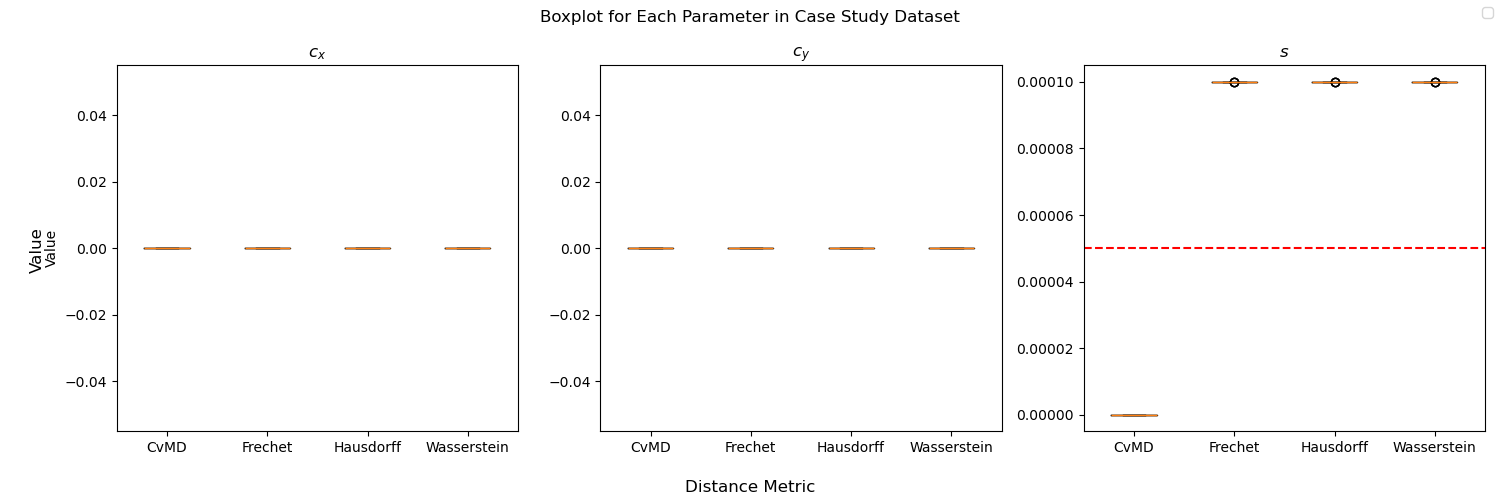 Boxplot for Each Parameter in Case Study Dataset
c_x
c_y
s
0.04
0.02
0.00
−0.02
−0.04
Value
Value
CvMD Frechet Hausdorff Wasserstein
0.04
0.02
0.00
−0.02
−0.04
CvMD Frechet Hausdorff Wasserstein
0.00010
0.00008
0.00006
0.00004
0.00002
0.00000
CvMD Frechet Hausdorff Wasserstein
Distance Metric